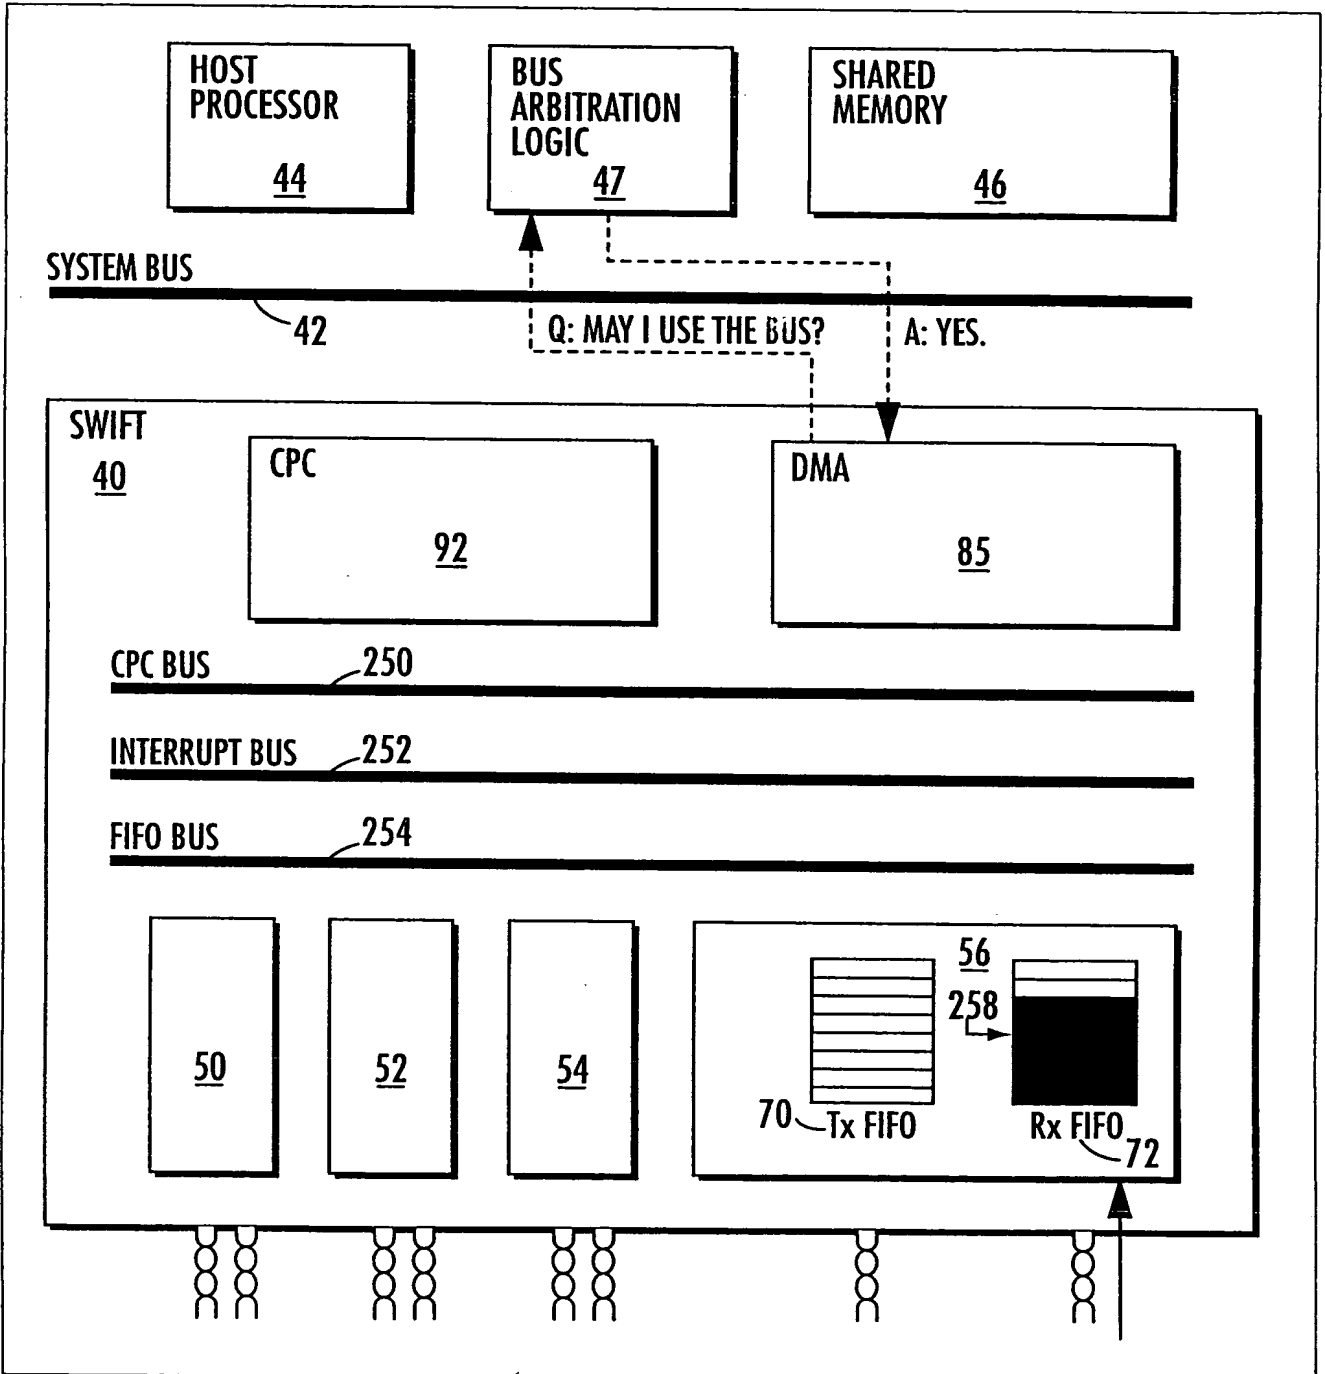 HOST
PROCESSOR
44
BUS
ARBITRATION
LOGIC
47
SHARED
MEMORY
46
SYSTEM BUS
42
Q: MAY I USE THE BUS?
A: YES.
SWIFT
40
CPC
92
DMA
85
CPC BUS
250
INTERRUPT BUS
252
FIFO BUS
254
50
52
54
56
258
70
Tx FIFO
Rx FIFO
72